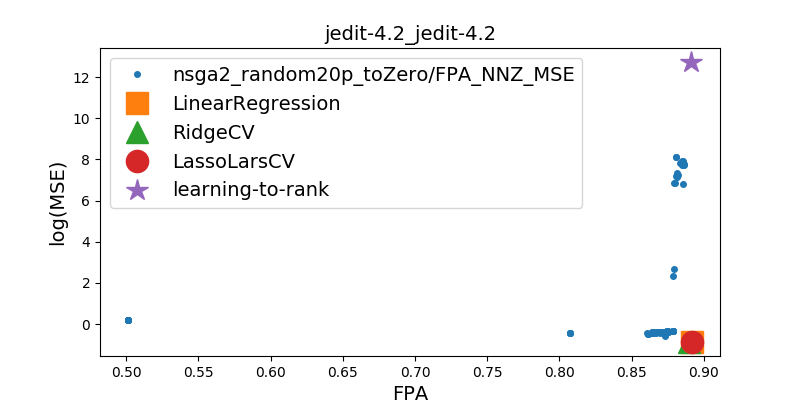 jedit-4.2_jedit-4.2
nsga2_random20p_toZero/FPA_NNZ_MSE
LinearRegression
RidgeCV
LassoLarsCV
learning-to-rank
log(MSE)
12
10
8
6
4
2
0
0.50 0.55 0.60 0.65 0.70 0.75 0.80 0.85 0.90
FPA